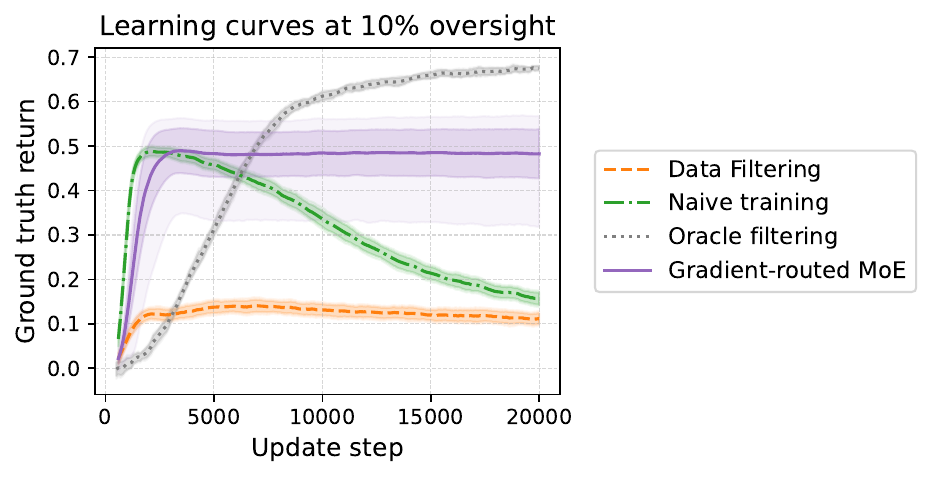 Learning curves at 10% oversight
Ground truth return
0.7
0.6
0.5
0.4
0.3
0.2
0.1
0.0
0
5000
10000
15000
20000
Update step
Data Filtering
Naive training
Oracle filtering
Gradient-routed MoE